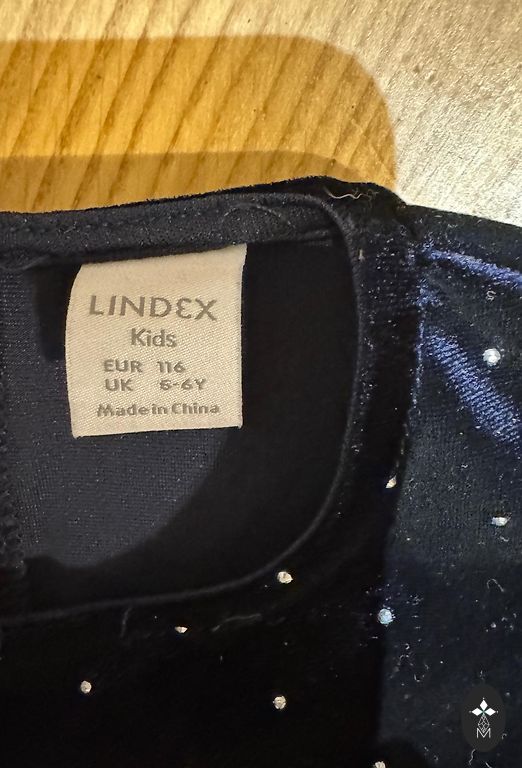 LINDEX
Kids
EUR 116
UK 5-6Y
Made in China
M